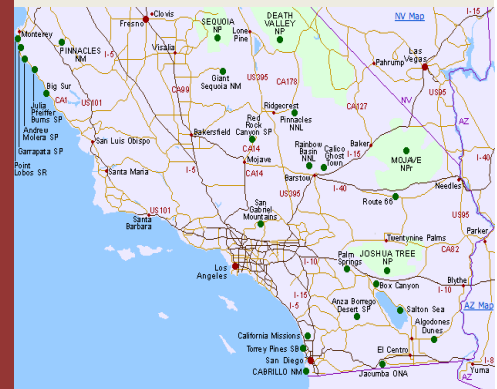 Clovis
Fresno
SEQUOIA
NP
Lone
Pine
DEATH
VALLEY
NP
NV Map
I-15
Monterey
PINNACLES
NM
I-5
Visalia
Las
Vegas
Pahrump
Big Sur
CA1
US101
CA99
Giant
Sequoia NM
US395
CA178
US95
Julia
Pfeiffer
Burns SP
Andrew
Molera SP
Garrapata SP
Point
Lobos SR
Ridgecrest
Pinnacles
NNL
CA127
NV
AZ
San Luis Obispo
Bakersfield
Red
Rock
Canyon SP
CA14
Rainbow
Basin
NNL
Calico
Ghost
Town
Baker
I-15
MOJAVE
NPr
I-40
Santa Maria
I-5
Mojave
CA14
Barstow
I-40
Needles
US395
Route 66
US101
Santa
Barbara
San
Gabriel
Mountains
US95
Parker
Twentynine Palms
CA82
Los
Angeles
I-10
Palm
Springs
JOSHUA TREE
NP
Box Canyon
Blythe
I-10
I-15
I-5
Anza Borrego
Desert SP
Salton Sea
AZ Map
Algodones
Dunes
California Missions
Torrey Pines SB
San Diego
CABRILLO NM
El Centro
Jacumba ONA
I-8
Yuma
AZ